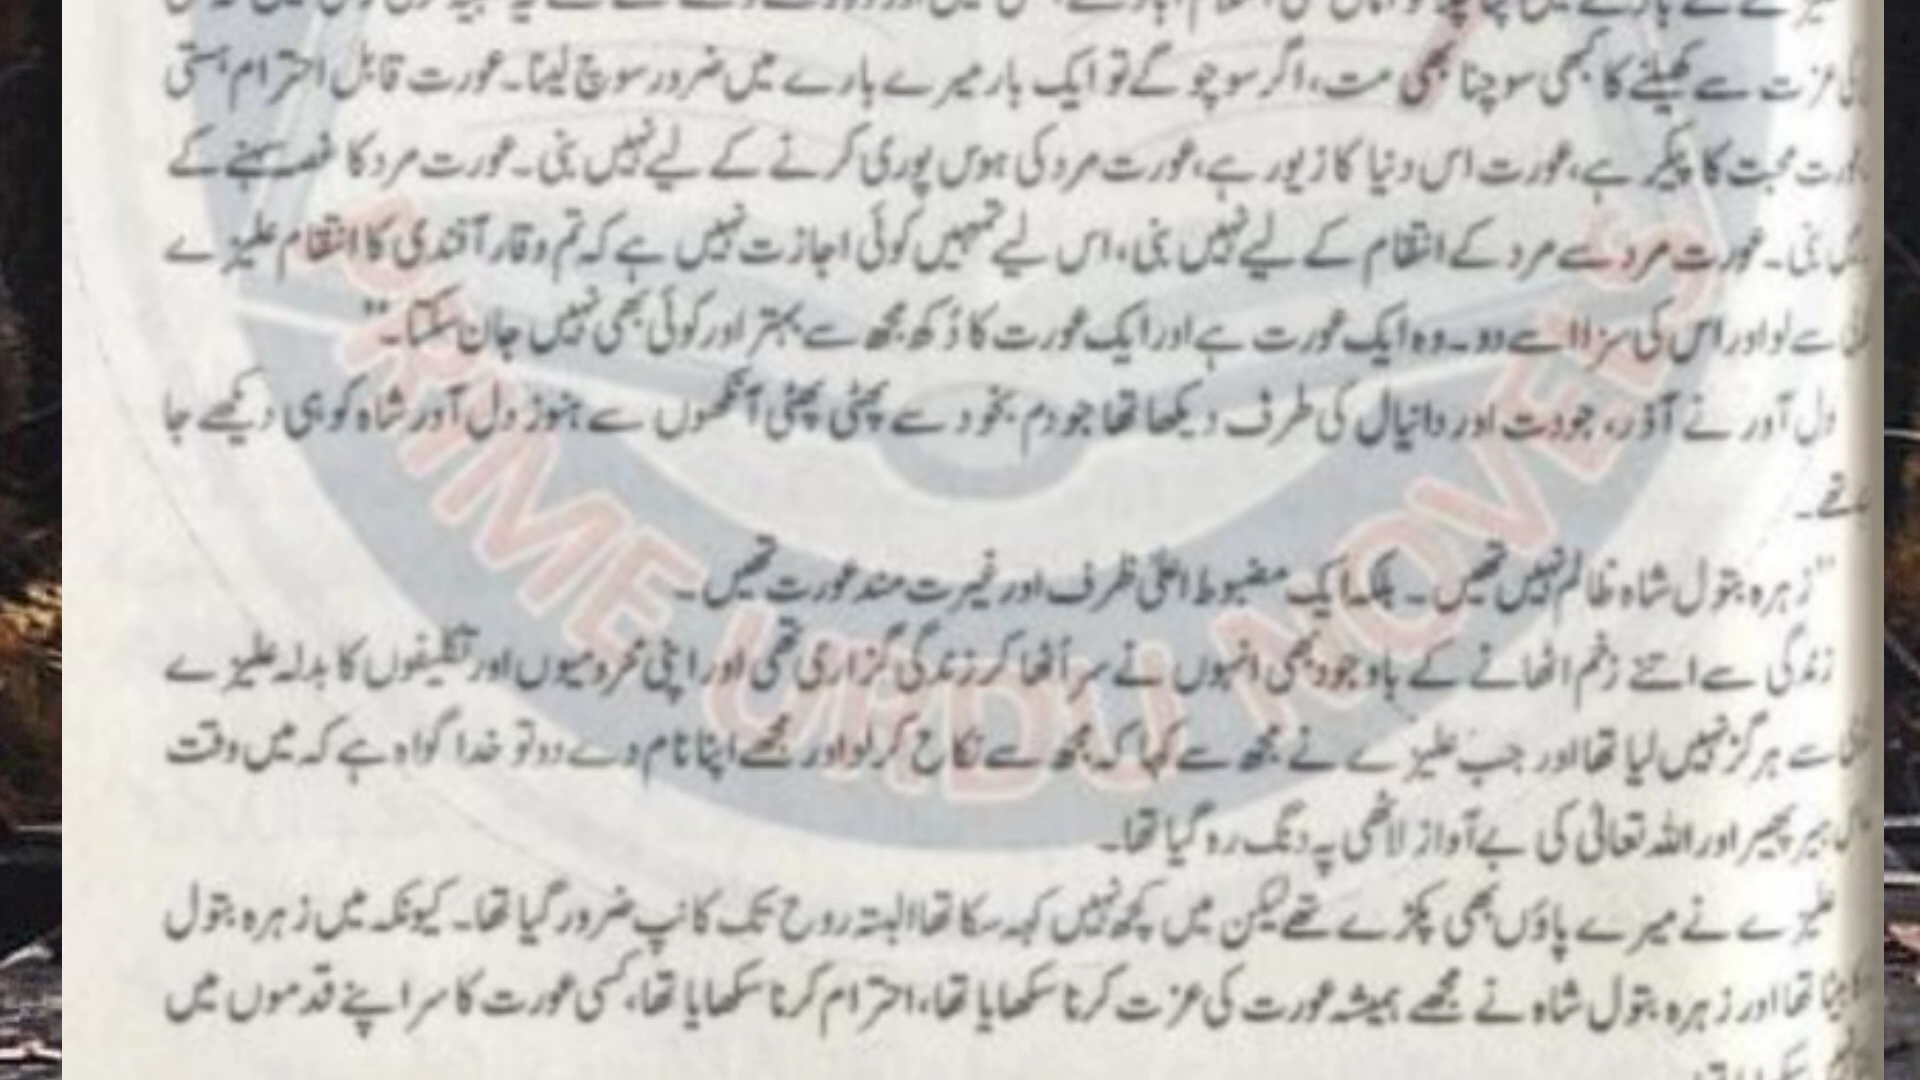 عزت سے کھیلنے کا کبھی سوچنا بھی مت، اگر سوچو گے تو ایک بار میرے بارے میں ضرور سوچ لینا۔ عورت قابل احترام ہستی
محبت کا پیکر ہے، عورت اس دنیا کا زیور ہے، عورت مرد کی ہوس پوری کرنے کے لیے نہیں بنی۔ عورت مرد کا غصہ سہنے کے
بنی۔ عورت مرد سے مرد کے انتقام کے لیے نہیں بنی، اس لیے تمہیں کوئی اجازت نہیں ہے کہ تم وقار آفندی کا انتقام علیزے
سے لو اور اس کی سزا اسے دو۔ وہ ایک عورت ہے اور ایک عورت کا دُکھ مجھ سے بہتر اور کوئی بھی نہیں جان سکتا۔"
دل آور نے آذر، جودت اور دانیال کی طرف دیکھا تھا جو دم بخود سے پھٹی پھٹی آنکھوں سے ہنوز دل آور شاہ کو ہی دیکھے جا
تھے۔
"زہرہ بتول شاہ ظالم نہیں تھیں۔ بلکہ ایک مضبوط اعلیٰ ظرف اور غیرت مند عورت تھیں۔
زندگی سے اتنے زخم اٹھانے کے باوجود بھی انہوں نے سر اُٹھا کر زندگی گزاری تھی اور اپنی محرومیوں اور تکلیفوں کا بدلہ علیزے
سے ہرگز نہیں لیا تھا اور جب علیزے نے مجھ سے کہا کہ مجھ سے نکاح کر لو اور مجھے اپنا نام دے دو تو خدا گواہ ہے کہ میں وقت
ہیر پھیر اور اللہ تعالیٰ کی بے آواز لاٹھی پہ دنگ رہ گیا تھا۔
علیزے نے میرے پاؤں بھی پکڑے تھے لیکن میں کچھ نہیں کہہ سکا تھا البتہ روح تک کانپ ضرور گیا تھا۔ کیونکہ میں زہرہ بتول
تھا اور زہرہ بتول شاہ نے مجھے ہمیشہ عورت کی عزت کرنا سکھایا تھا، احترام کرنا سکھایا تھا، کسی عورت کا سر اپنے قدموں میں
PRIME URDU NOVELS